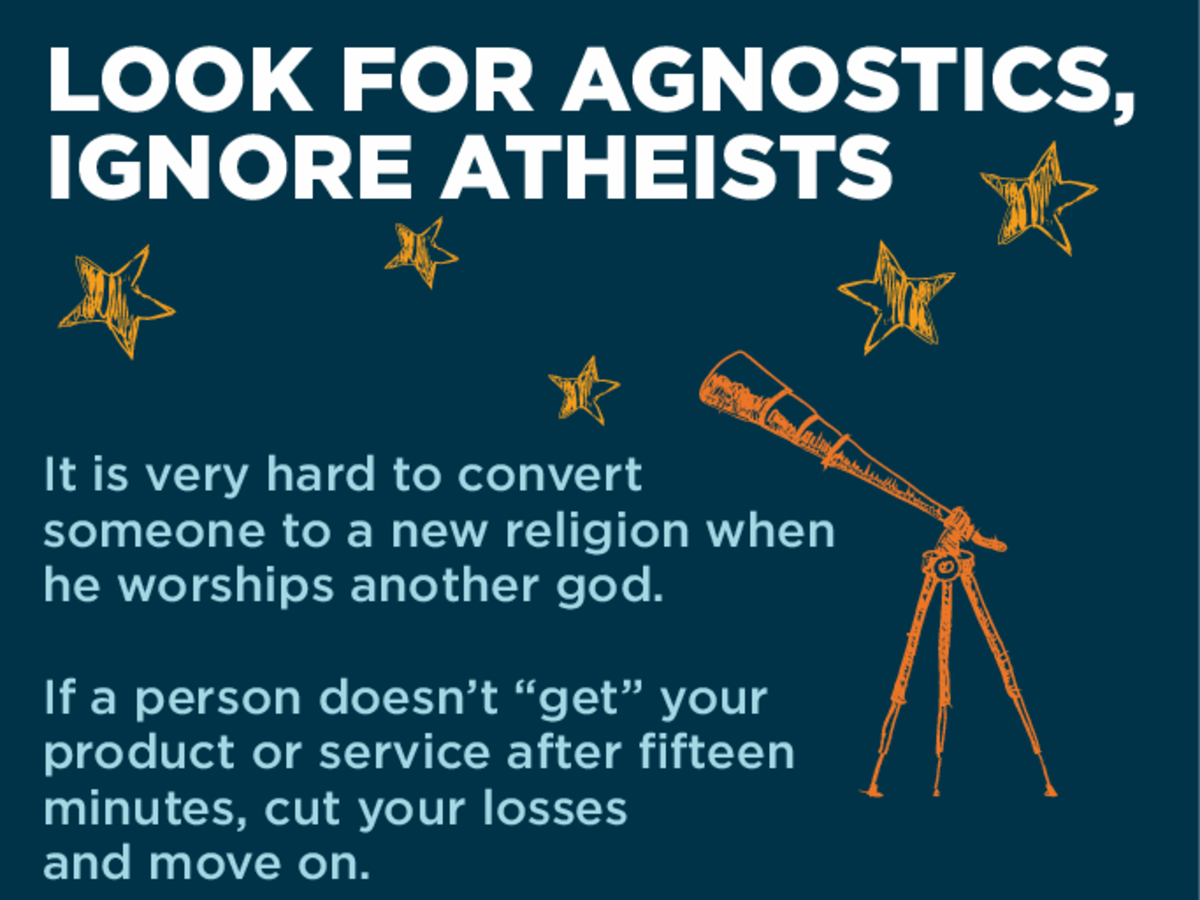 LOOK FOR AGNOSTICS,
IGNORE ATHEISTS
It is very hard to convert
someone to a new religion when
he worships another god.
If a person doesn’t “get” your
product or service after fifteen
minutes, cut your losses
and move on.